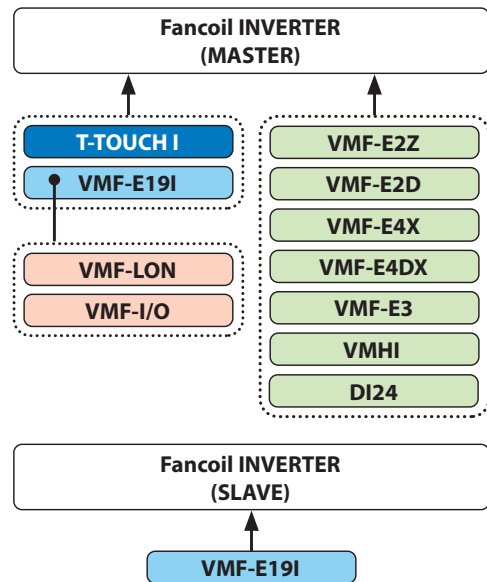 Fancoil INVERTER
(MASTER)
T-TOUCH I
VMF-E19I
VMF-LON
VMF-I/O
VMF-E2Z
VMF-E2D
VMF-E4X
VMF-E4DX
VMF-E3
VMHI
DI24
Fancoil INVERTER
(SLAVE)
VMF-E19I